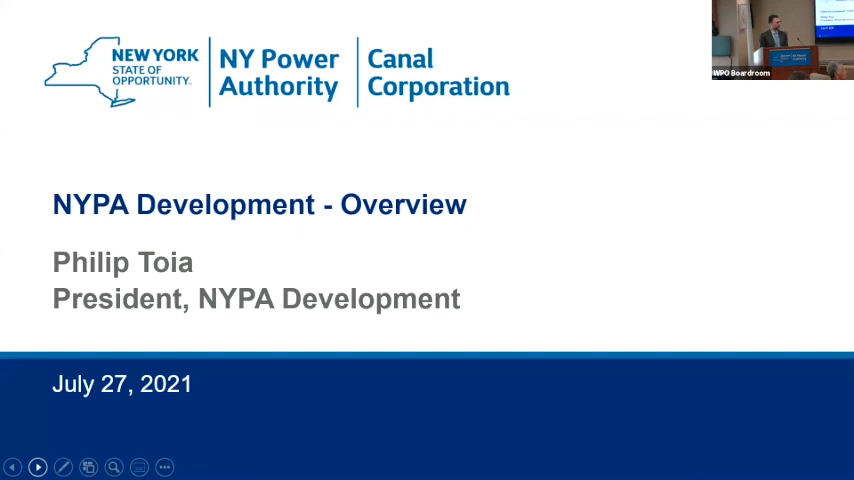 NEW YORK
STATE OF
OPPORTUNITY.
NY Power
Authority
Canal
Corporation
WPO Boardroom
NYPA Development - Overview
Philip Toia
President, NYPA Development
July 27, 2021